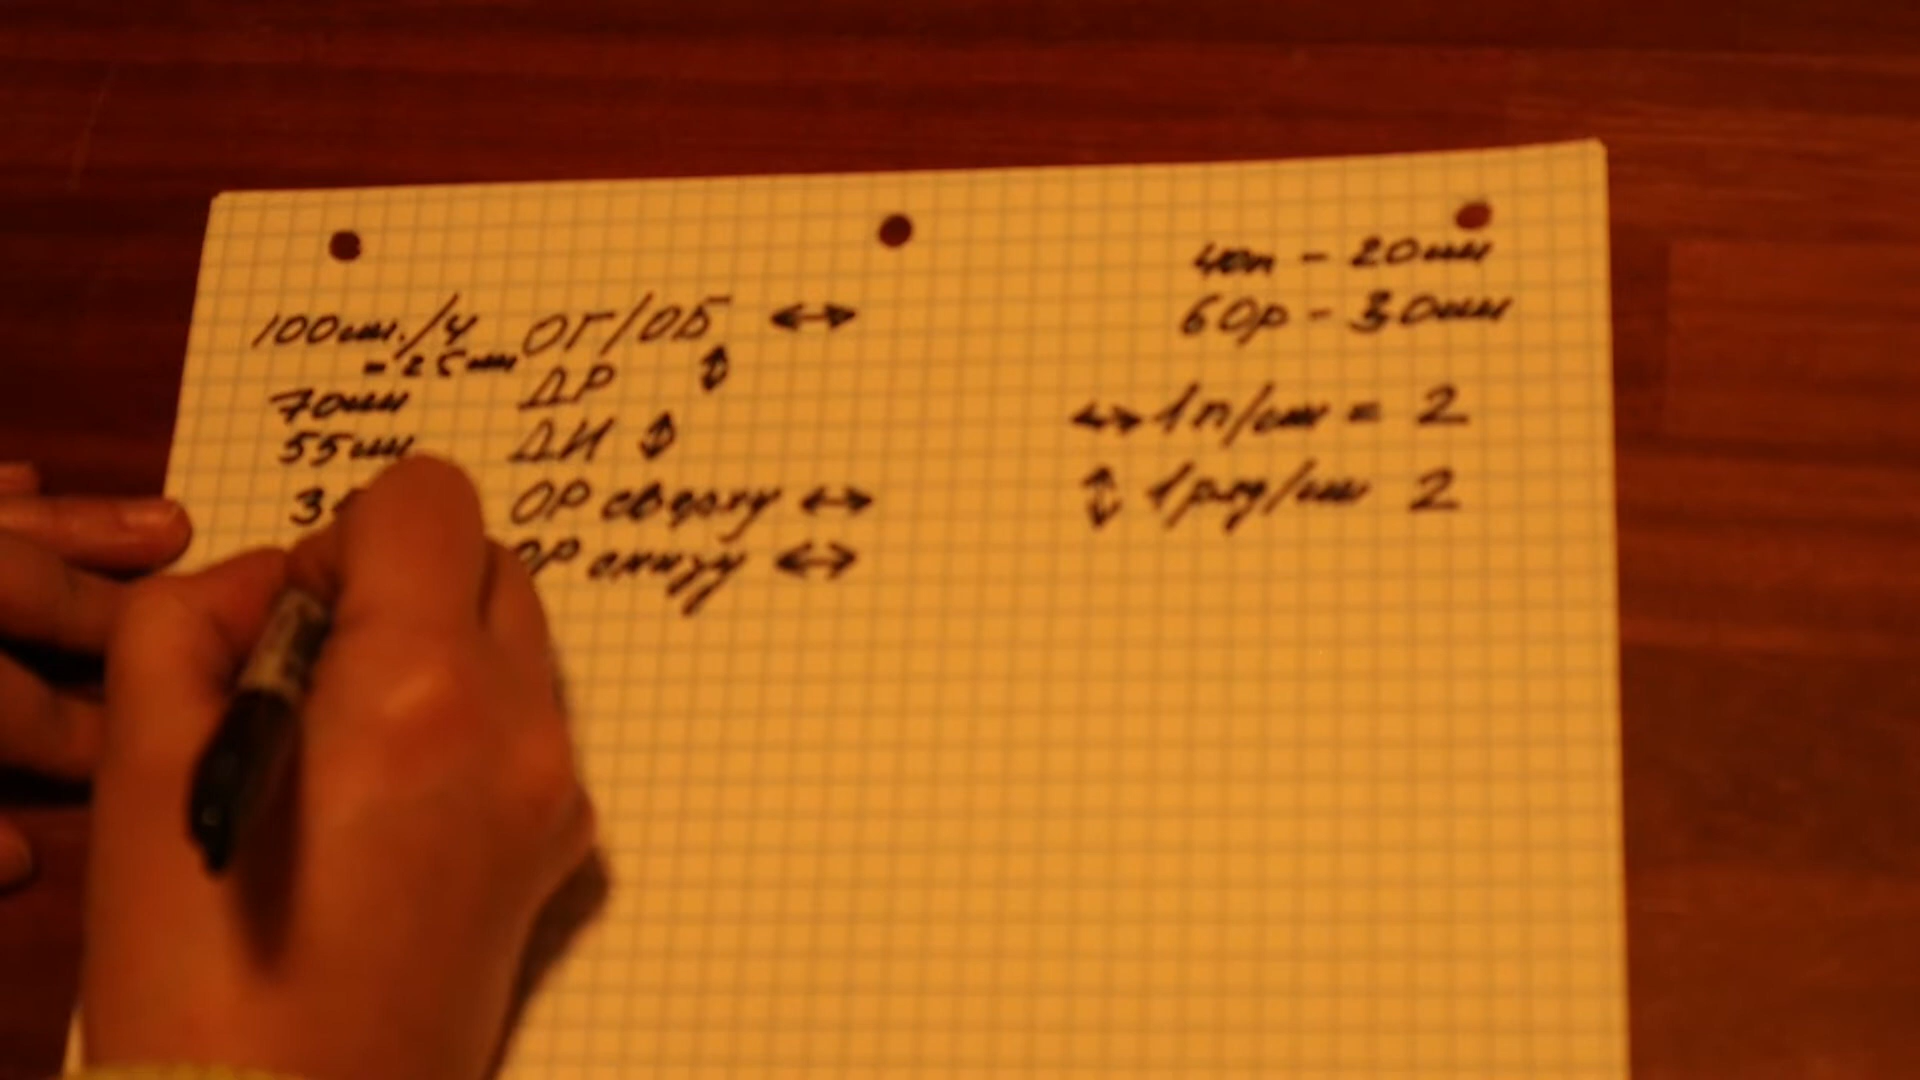 100см./4 ОГ/ОБ ↔
= 25см
70см ДР ↕
55см ДИ ↕
ОР сверху ↔
ОР снизу ↔
40п - 20см
60р - 30см
↔ 1п/см = 2
↕ 1ряд/см 2